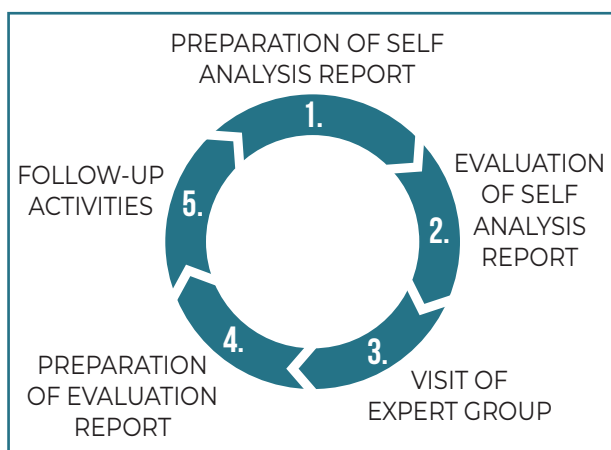 PREPARATION OF SELF
ANALYSIS REPORT
1.
EVALUATION
OF SELF
ANALYSIS
REPORT
2.
3.
VISIT OF
EXPERT GROUP
4.
PREPARATION
OF EVALUATION
REPORT
5.
FOLLOW-UP
ACTIVITIES